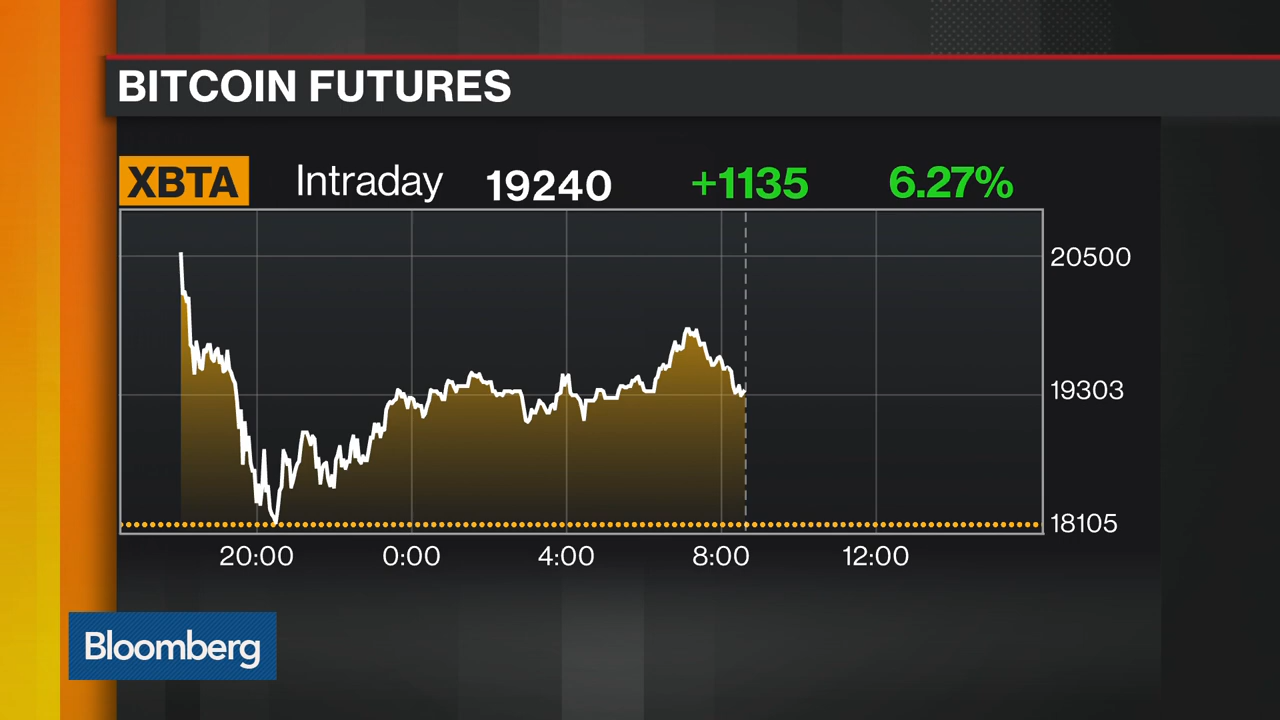 BITCOIN FUTURES
XBTA Intraday 19240 +1135 6.27%
20500
19303
18105
20:00 0:00 4:00 8:00 12:00
Bloomberg